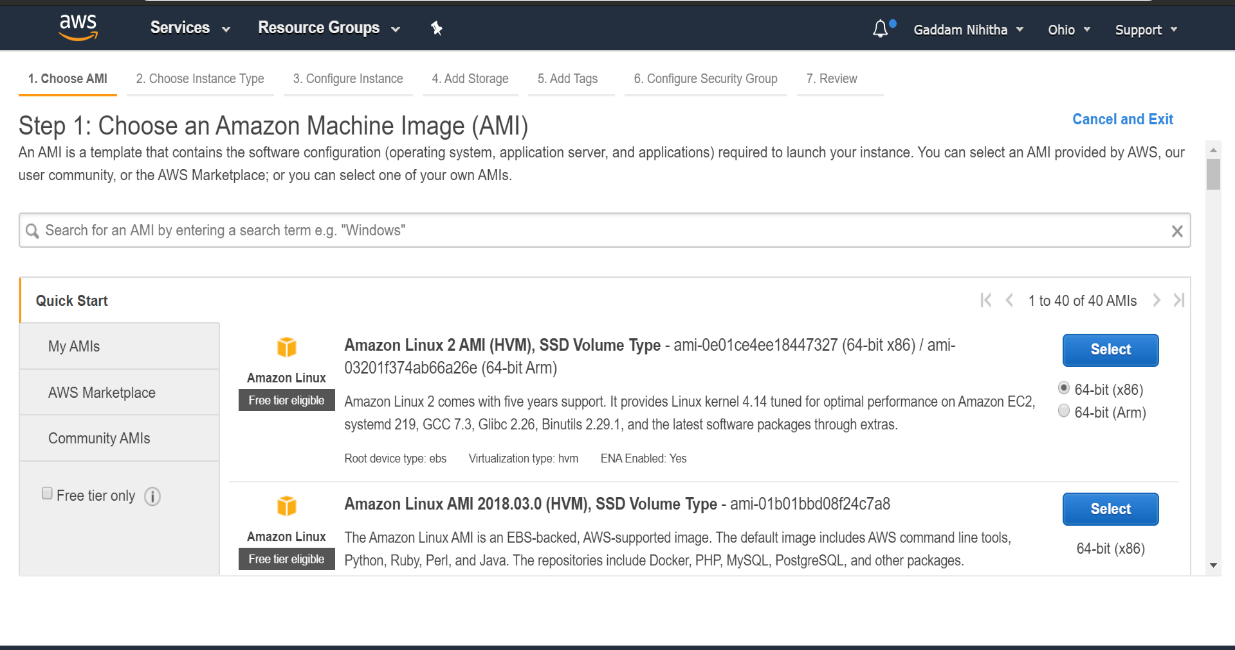 aws Services Resource Groups Gaddam Nihitha Ohio Support
1. Choose AMI 2. Choose Instance Type 3. Configure Instance 4. Add Storage 5. Add Tags 6. Configure Security Group 7. Review
Step 1: Choose an Amazon Machine Image (AMI)
Cancel and Exit
An AMI is a template that contains the software configuration (operating system, application server, and applications) required to launch your instance. You can select an AMI provided by AWS, our
user community, or the AWS Marketplace; or you can select one of your own AMIs.
Search for an AMI by entering a search term e.g. "Windows"
Quick Start
1 to 40 of 40 AMIs
My AMIs
AWS Marketplace
Community AMIs
Free tier only
Amazon Linux
Free tier eligible
Amazon Linux 2 AMI (HVM), SSD Volume Type - ami-0e01ce4ee18447327 (64-bit x86) / ami-
03201f374ab66a26e (64-bit Arm)
Amazon Linux 2 comes with five years support. It provides Linux kernel 4.14 tuned for optimal performance on Amazon EC2,
systemd 219, GCC 7.3, Glibc 2.26, Binutils 2.29.1, and the latest software packages through extras.
Root device type: ebs Virtualization type: hvm ENA Enabled: Yes
Select
64-bit (x86)
64-bit (Arm)
Amazon Linux
Free tier eligible
Amazon Linux AMI 2018.03.0 (HVM), SSD Volume Type - ami-01b01bbd08f24c7a8
The Amazon Linux AMI is an EBS-backed, AWS-supported image. The default image includes AWS command line tools,
Python, Ruby, Perl, and Java. The repositories include Docker, PHP, MySQL, PostgreSQL, and other packages.
Select
64-bit (x86)